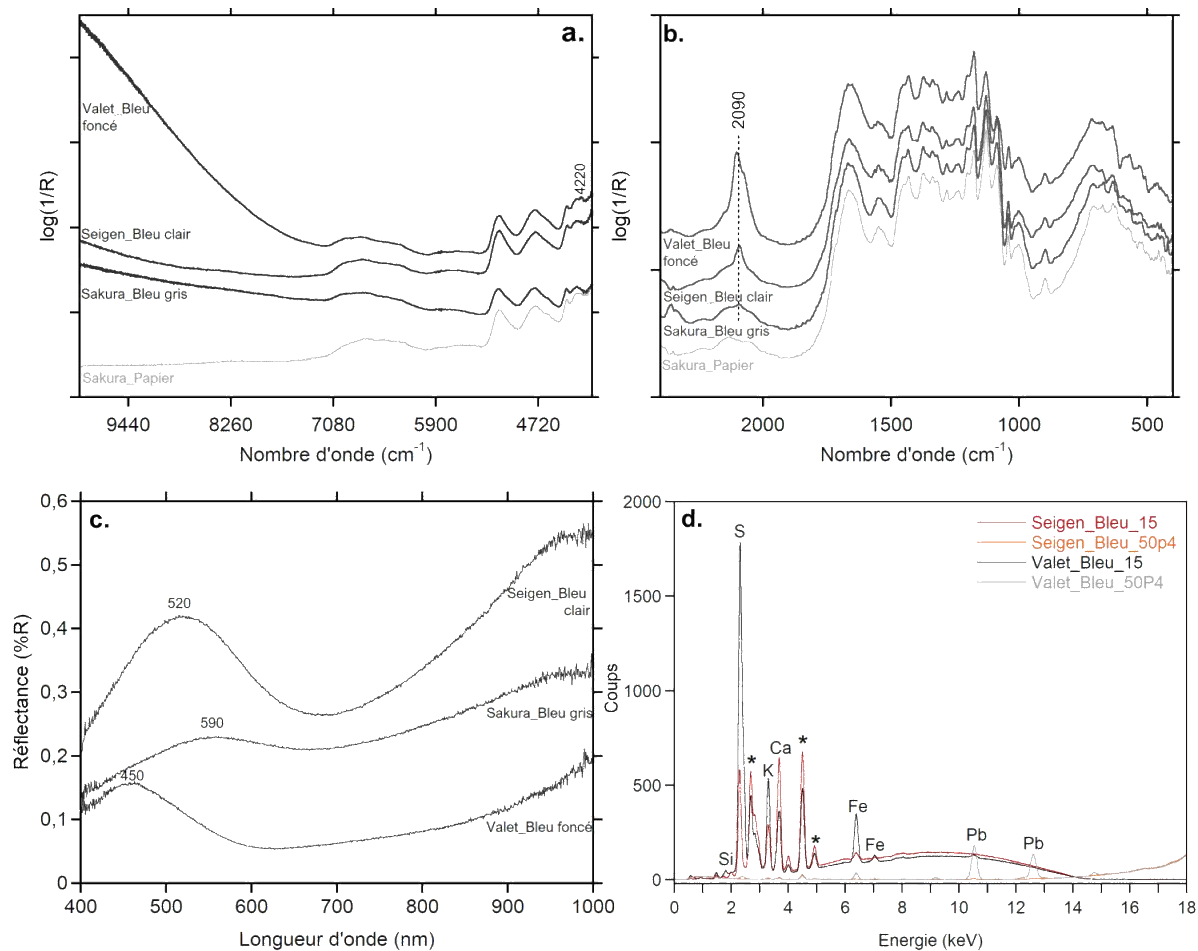 a.
log(1/R)
Valet_Bleu
foncé
Seigen_Bleu clair
Sakura_Bleu gris
Sakura_Papier
4220
9440 8260 7080 5900 4720
Nombre d'onde (cm-1)
b.
log(1/R)
2090
Valet_Bleu
foncé
Seigen_Bleu clair
Sakura_Bleu gris
Sakura_Papier
2000 1500 1000 500
Nombre d'onde (cm-1)
c.
Réflectance (%R)
0,6
0,5
0,4
0,3
0,2
0,1
0
520
590
450
Seigen_Bleu
clair
Sakura_Bleu gris
Valet_Bleu foncé
400 500 600 700 800 900 1000
Longueur d'onde (nm)
d.
Coups
2000
1500
1000
500
0
Seigen_Bleu_15
Seigen_Bleu_50p4
Valet_Bleu_15
Valet_Bleu_50P4
S
*
*
Ca
K
Fe
*
Fe
Pb
Pb
Si
0 2 4 6 8 10 12 14 16 18
Energie (keV)